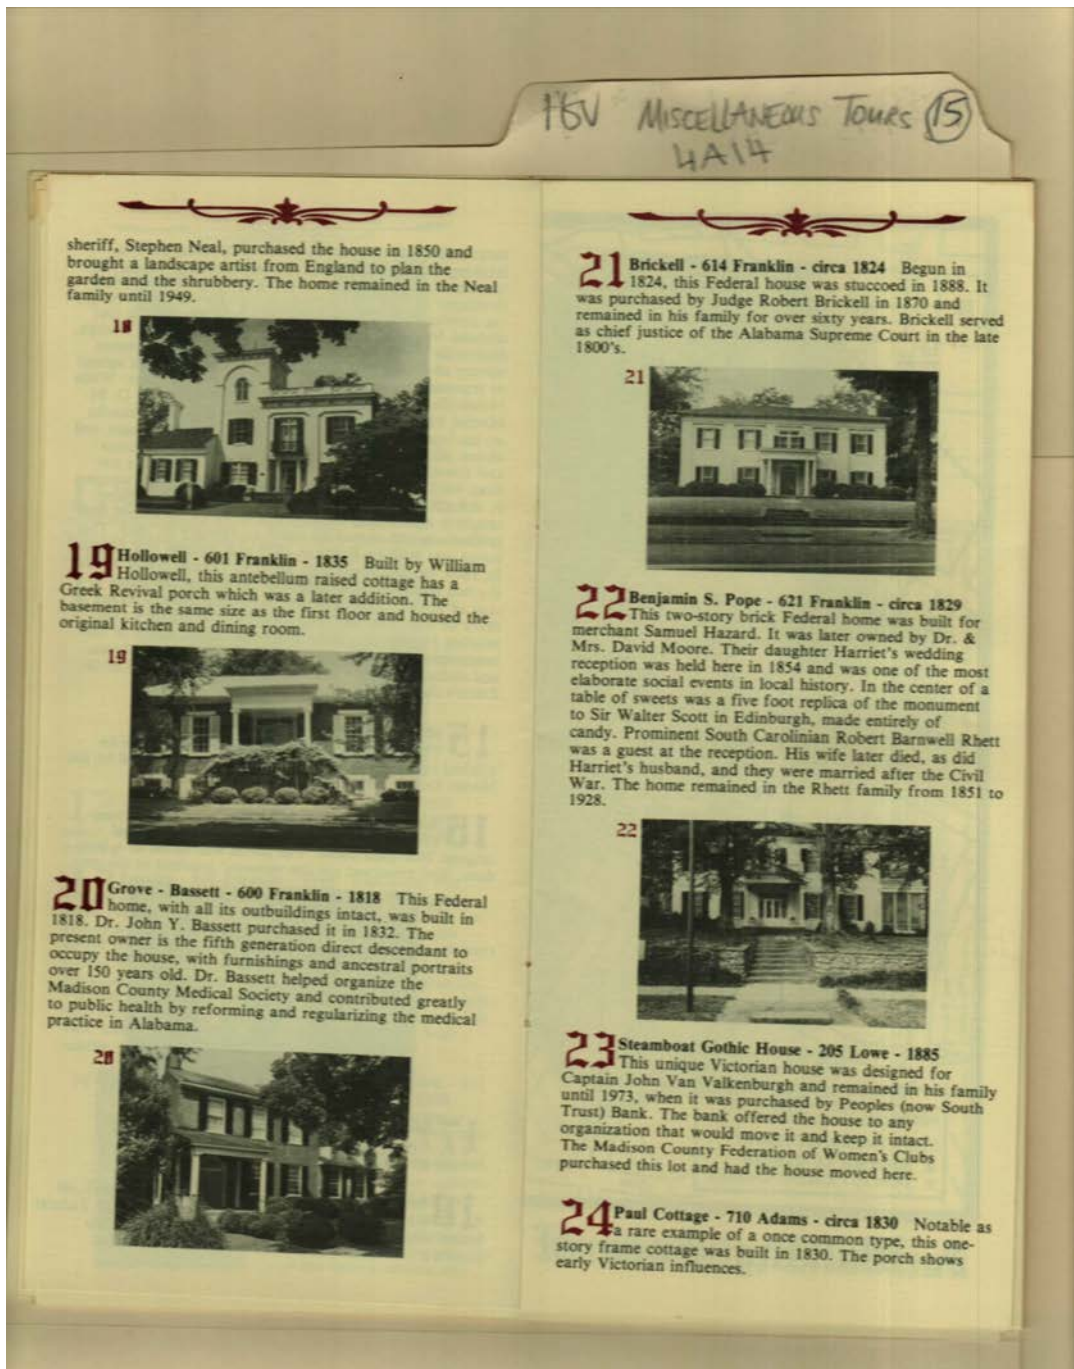 HSV MISCELLANEOUS TOURS 15
4A14
sheriff, Stephen Neal, purchased the house in 1850 and
brought a landscape artist from England to plan the
garden and the shrubbery. The home remained in the Neal
family until 1949.
18
19 Hollowell - 601 Franklin - 1835 Built by William
Hollowell, this antebellum raised cottage has a
Greek Revival porch which was a later addition. The
basement is the same size as the first floor and housed the
original kitchen and dining room.
19
20 Grove - Bassett - 600 Franklin - 1818 This Federal
home, with all its outbuildings intact, was built in
1818. Dr. John Y. Bassett purchased it in 1832. The
present owner is the fifth generation direct descendant to
occupy the house, with furnishings and ancestral portraits
over 150 years old. Dr. Bassett helped organize the
Madison County Medical Society and contributed greatly
to public health by reforming and regularizing the medical
practice in Alabama.
20
21 Brickell - 614 Franklin - circa 1824 Begun in
1824, this Federal house was stuccoed in 1888. It
was purchased by Judge Robert Brickell in 1870 and
remained in his family for over sixty years. Brickell served
as chief justice of the Alabama Supreme Court in the late
1800's.
21
22 Benjamin S. Pope - 621 Franklin - circa 1829
This two-story brick Federal home was built for
merchant Samuel Hazard. It was later owned by Dr. &
Mrs. David Moore. Their daughter Harriet's wedding
reception was held here in 1854 and was one of the most
elaborate social events in local history. In the center of a
table of sweets was a five foot replica of the monument
to Sir Walter Scott in Edinburgh, made entirely of
candy. Prominent South Carolinian Robert Barnwell Rhett
was a guest at the reception. His wife later died, as did
Harriet's husband, and they were married after the Civil
War. The home remained in the Rhett family from 1851 to
1928.
22
23 Steamboat Gothic House - 205 Lowe - 1885
This unique Victorian house was designed for
Captain John Van Valkenburgh and remained in his family
until 1973, when it was purchased by Peoples (now South
Trust) Bank. The bank offered the house to any
organization that would move it and keep it intact.
The Madison County Federation of Women's Clubs
purchased this lot and had the house moved here.
24 Paul Cottage - 710 Adams - circa 1830 Notable as
a rare example of a once common type, this one-
story frame cottage was built in 1830. The porch shows
early Victorian influences.